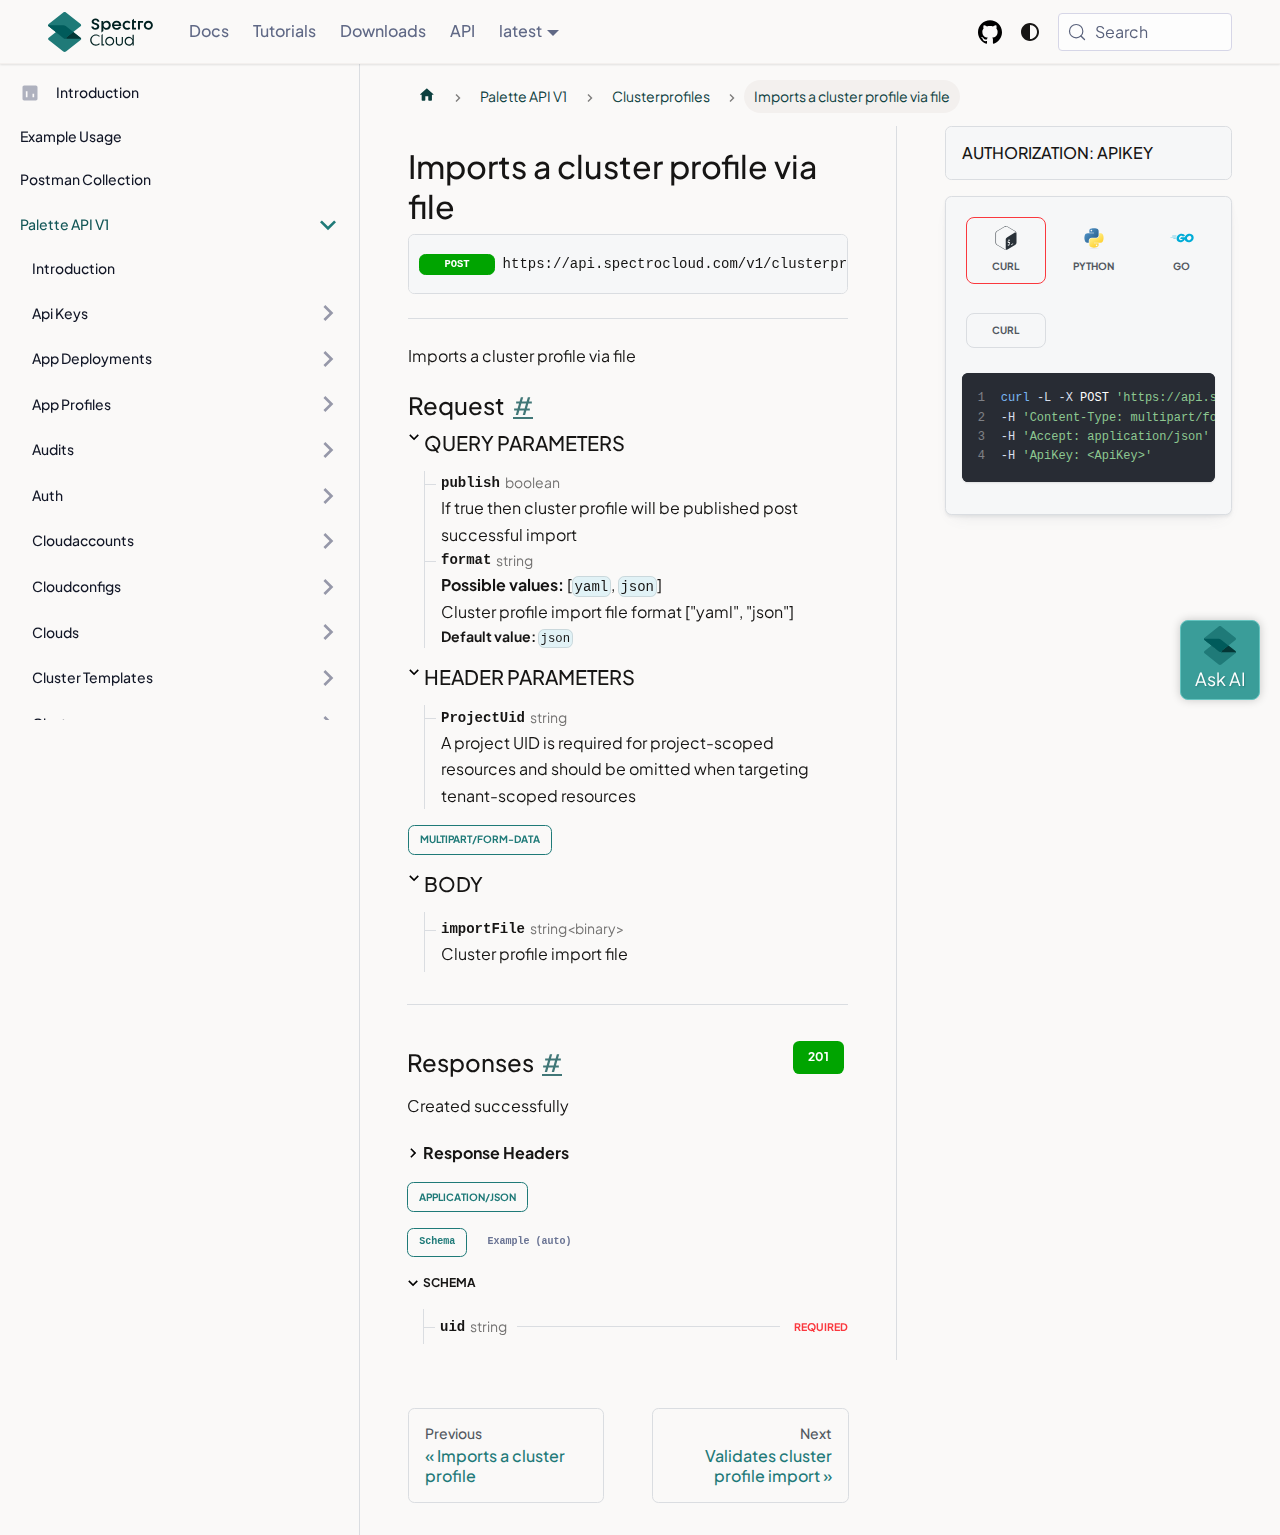 Spectro Cloud
Docs
Tutorials
Downloads
API
latest
Search
Introduction
Example Usage
Postman Collection
Palette API V1
Introduction
Api Keys
App Deployments
App Profiles
Audits
Auth
Cloudaccounts
Cloudconfigs
Clouds
Cluster Templates
Palette API V1
Clusterprofiles
Imports a cluster profile via file
Imports a cluster profile via
file
POST https://api.spectrocloud.com/v1/clusterpr
Imports a cluster profile via file
Request #
QUERY PARAMETERS
publish boolean
If true then cluster profile will be published post
successful import
format string
Possible values: [yaml, json]
Cluster profile import file format ["yaml", "json"]
Default value: json
HEADER PARAMETERS
ProjectUid string
A project UID is required for project-scoped
resources and should be omitted when targeting
tenant-scoped resources
MULTIPART/FORM-DATA
BODY
importFile string<binary>
Cluster profile import file
Responses #
201
Created successfully
Response Headers
APPLICATION/JSON
Schema
Example (auto)
SCHEMA
uid string REQUIRED
Previous
« Imports a cluster
profile
Next
Validates cluster
profile import »
AUTHORIZATION: APIKEY
CURL
PYTHON
GO
CURL
1 curl -L -X POST 'https://api.s
2 -H 'Content-Type: multipart/fo
3 -H 'Accept: application/json'
4 -H 'ApiKey: <ApiKey>'
Ask AI